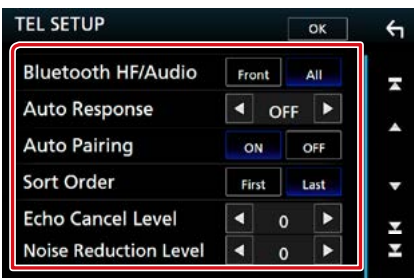 TEL SETUP OK
Bluetooth HF/Audio Front All
Auto Response OFF
Auto Pairing ON OFF
Sort Order First Last
Echo Cancel Level 0
Noise Reduction Level 0